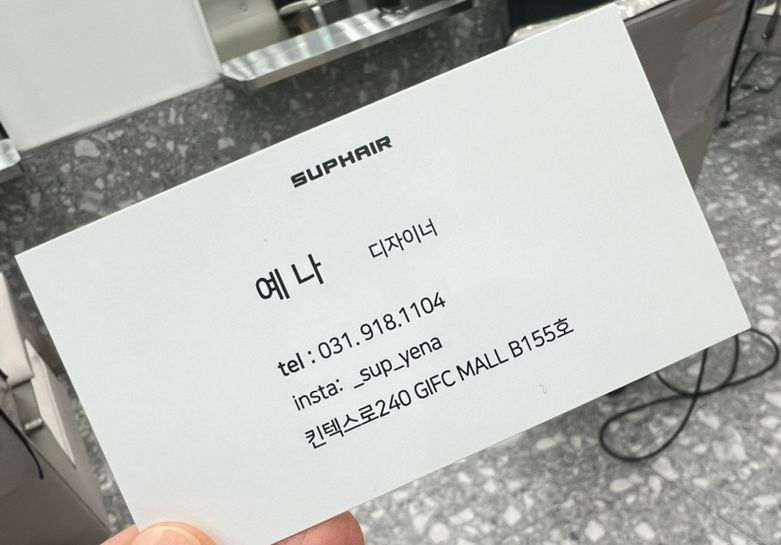 SUPHAIR
예나 디자이너
tel : 031.918.1104
insta: _sup_yena
킨텍스로240 GIFC MALL B155호